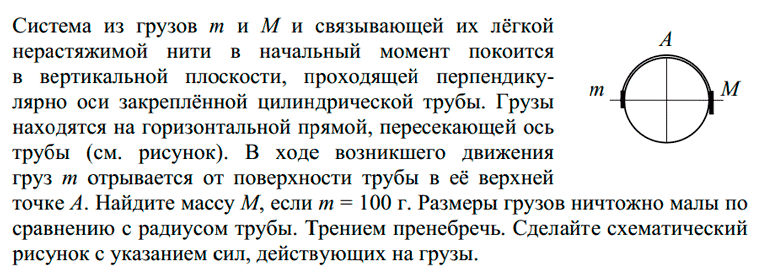 Система из грузов m и M и связывающей их лёгкой
нерастяжимой нити в начальный момент покоится
в вертикальной плоскости, проходящей перпендику-
лярно оси закреплённой цилиндрической трубы. Грузы
находятся на горизонтальной прямой, пересекающей ось
трубы (см. рисунок). В ходе возникшего движения
груз m отрывается от поверхности трубы в её верхней
точке A. Найдите массу M, если m = 100 г. Размеры грузов ничтожно малы по
сравнению с радиусом трубы. Трением пренебречь. Сделайте схематический
рисунок с указанием сил, действующих на грузы.
A
m
M